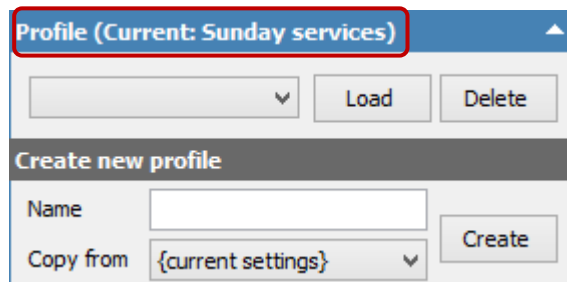 Profile (Current: Sunday services)
Load Delete
Create new profile
Name
Create
Copy from {current settings}